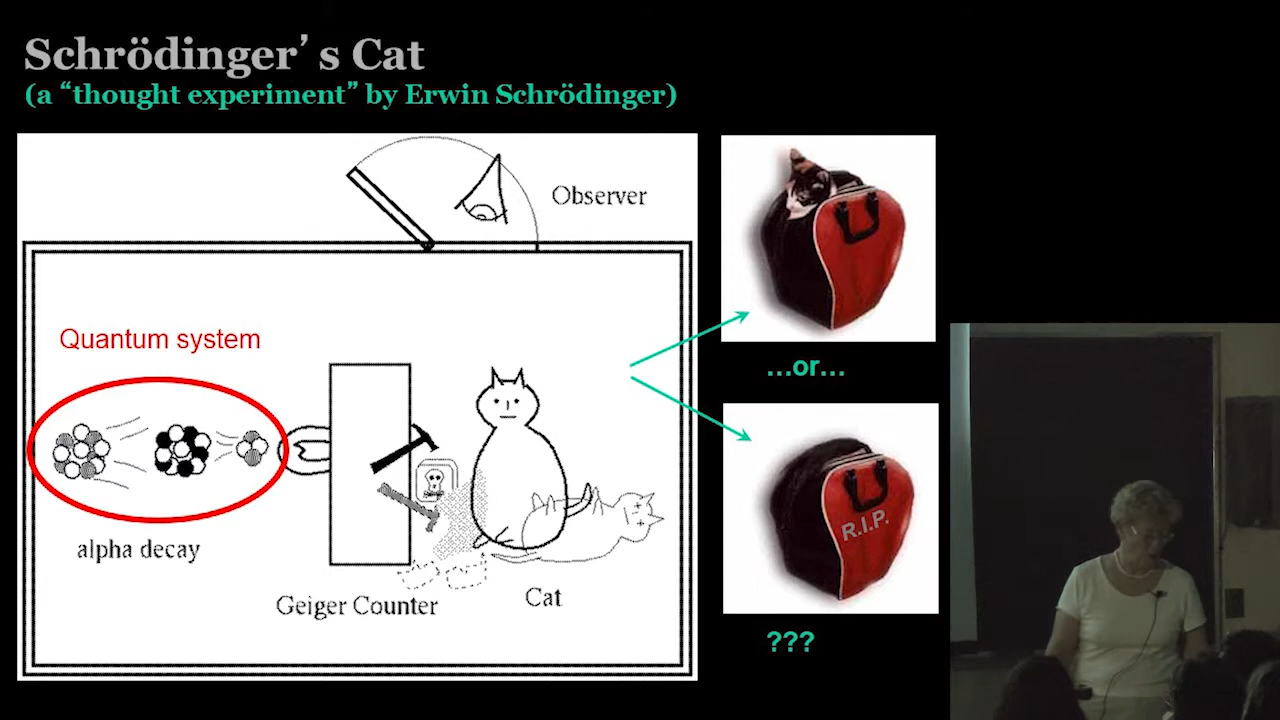 Schrödinger’s Cat
(a “thought experiment” by Erwin Schrödinger)
Observer
Quantum system
alpha decay
Geiger Counter
Cat
…or…
R.I.P.
???